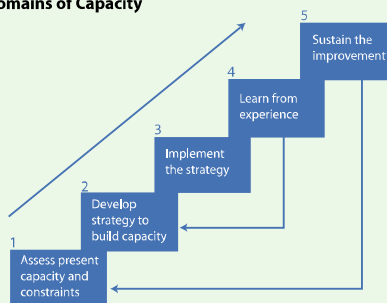 omains of Capacity
5
Sustain the
improvement
4
Learn from
experience
3
Implement
the strategy
2
Develop
strategy to
build capacity
1
Assess present
capacity and
constraints